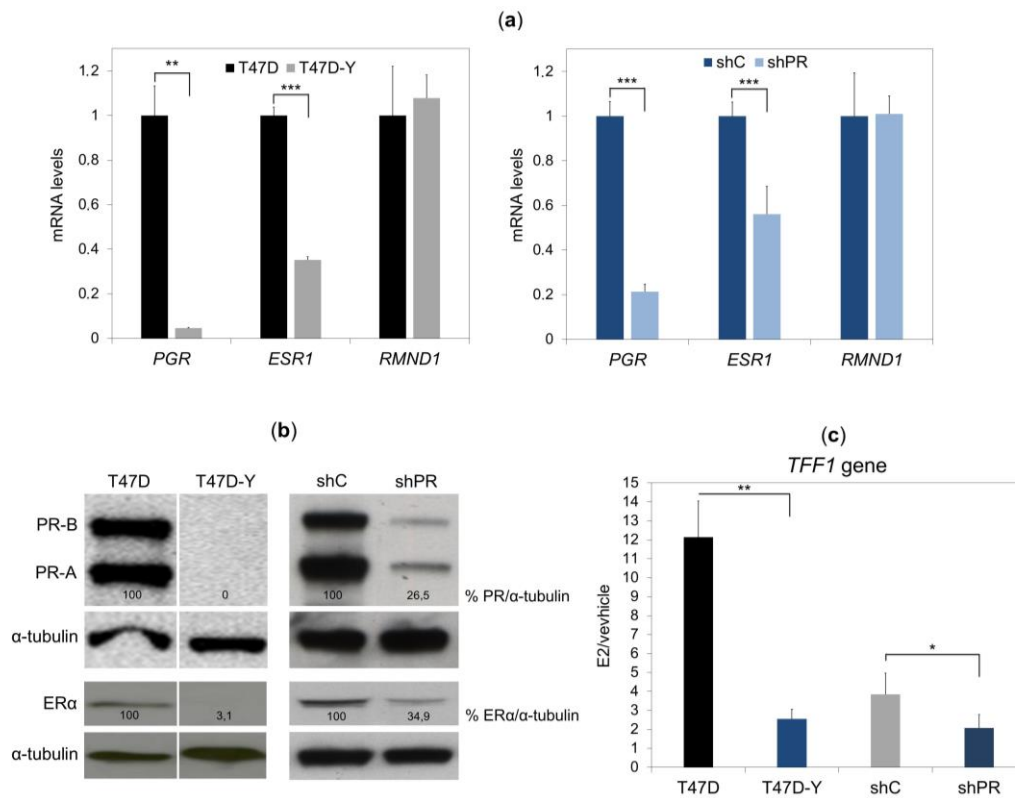 (a)
T47D T47D-Y
mRNA levels
1,2
1
0,8
0,6
0,4
0,2
0
**
***
PGR ESR1 RMND1
shC shPR
mRNA levels
1,2
1
0,8
0,6
0,4
0,2
0
***
***
PGR ESR1 RMND1
(b)
T47D T47D-Y shC shPR
PR-B
PR-A
100 0 100 26,5 % PR/α-tubulin
α-tubulin
ERα
100 3,1 100 34,9 % ERα/α-tubulin
α-tubulin
(c)
TFF1 gene
E2/vevhicle
15
14
13
12
11
10
9
8
7
6
5
4
3
2
1
0
**
*
T47D T47D-Y shC shPR